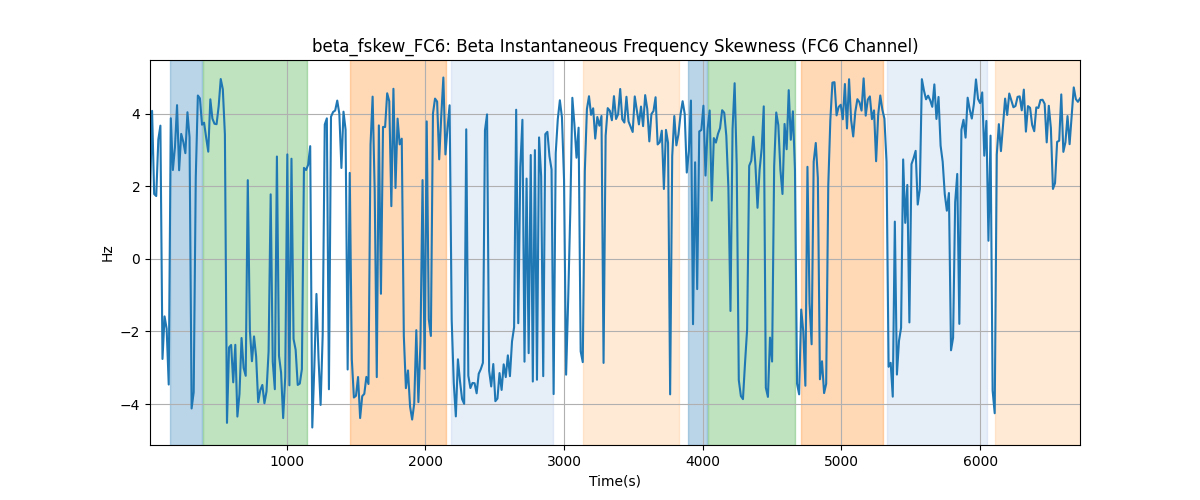 beta_fskew_FC6: Beta Instantaneous Frequency Skewness (FC6 Channel)
4
2
0
−2
−4
Hz
1000 2000 3000 4000 5000 6000
Time(s)